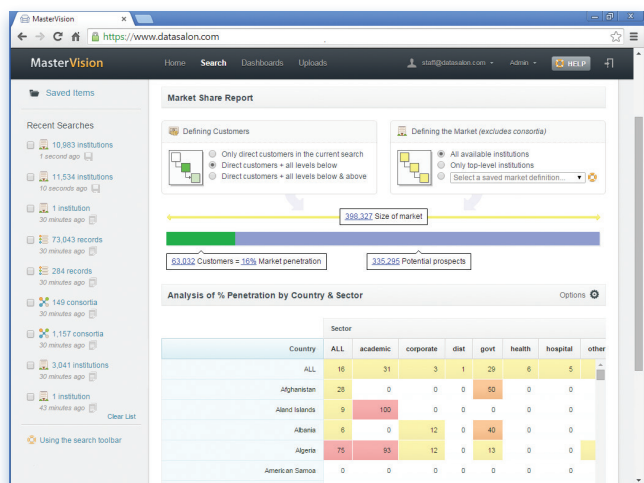 MasterVision
https://www.datasalon.com
MasterVision Home Search Dashboards Uploads staff@datasalon.com Admin HELP
Saved Items
Recent Searches
10,983 institutions
1 second ago
11,534 institutions
10 seconds ago
1 institution
30 minutes ago
73,043 records
30 minutes ago
284 records
30 minutes ago
149 consortia
30 minutes ago
1,157 consortia
30 minutes ago
3,041 institutions
30 minutes ago
1 institution
43 minutes ago
Clear List
Using the search toolbar
Market Share Report
Defining Customers
Only direct customers in the current search
Direct customers + all levels below
Direct customers + all levels below & above
Defining the Market (excludes consortia)
All available institutions
Only top-level institutions
Select a saved market definition...
398,327 Size of market
63,032 Customers = 16% Market penetration
335,295 Potential prospects
Analysis of % Penetration by Country & Sector Options
Sector
Country ALL academic corporate dist govt health hospital other
ALL 16 31 3 1 29 6 5
Afghanistan 28 0 0 0 50 0 0
Aland Islands 9 100 0 0 0 0 0
Albania 6 0 12 0 40 0 0
Algeria 75 93 12 0 13 0 0
American Samoa 0 0 0 0 0 0 0